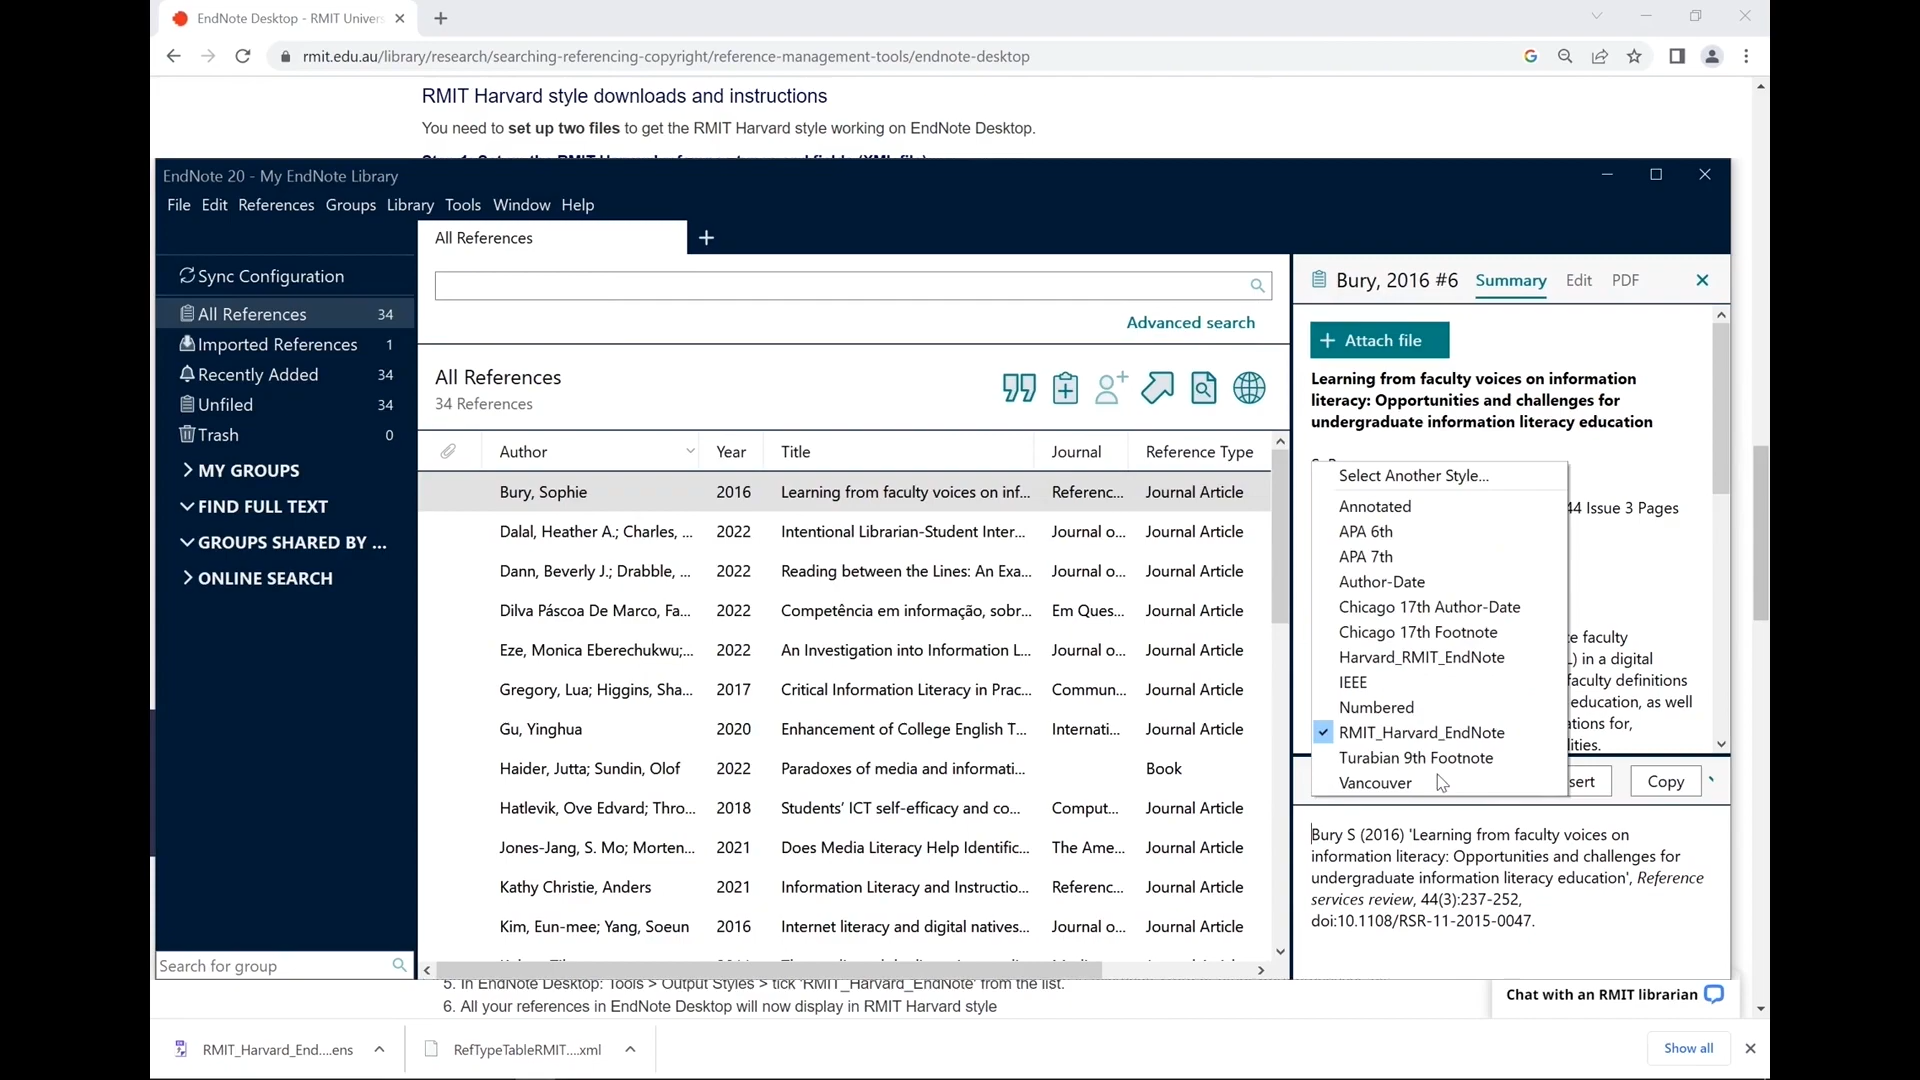 EndNote Desktop - RMIT Univers
rmit.edu.au/library/research/searching-referencing-copyright/reference-management-tools/endnote-desktop
RMIT Harvard style downloads and instructions
You need to set up two files to get the RMIT Harvard style working on EndNote Desktop.
EndNote 20 - My EndNote Library
File Edit References Groups Library Tools Window Help
All References
Sync Configuration
All References 34
Imported References 1
Recently Added 34
Unfiled 34
Trash 0
MY GROUPS
FIND FULL TEXT
GROUPS SHARED BY ...
ONLINE SEARCH
Search for group
Advanced search
All References
34 References
Author Year Title Journal Reference Type
Bury, Sophie 2016 Learning from faculty voices on inf... Referenc... Journal Article
Dalal, Heather A.; Charles, ... 2022 Intentional Librarian-Student Inter... Journal o... Journal Article
Dann, Beverly J.; Drabble, ... 2022 Reading between the Lines: An Exa... Journal o... Journal Article
Dilva Páscoa De Marco, Fa... 2022 Competência em informação, sobr... Em Ques... Journal Article
Eze, Monica Eberechukwu;... 2022 An Investigation into Information L... Journal o... Journal Article
Gregory, Lua; Higgins, Sha... 2017 Critical Information Literacy in Prac... Commun... Journal Article
Gu, Yinghua 2020 Enhancement of College English T... Internati... Journal Article
Haider, Jutta; Sundin, Olof 2022 Paradoxes of media and informati... Book
Hatlevik, Ove Edvard; Thro... 2018 Students' ICT self-efficacy and co... Comput... Journal Article
Jones-Jang, S. Mo; Morten... 2021 Does Media Literacy Help Identific... The Ame... Journal Article
Kathy Christie, Anders 2021 Information Literacy and Instructio... Referenc... Journal Article
Kim, Eun-mee; Yang, Soeun 2016 Internet literacy and digital natives... Journal o... Journal Article
Bury, 2016 #6 Summary Edit PDF
+ Attach file
Learning from faculty voices on information
literacy: Opportunities and challenges for
undergraduate information literacy education
44 Issue 3 Pages
e faculty
) in a digital
faculty definitions
education, as well
ations for,
lities.
Select Another Style...
Annotated
APA 6th
APA 7th
Author-Date
Chicago 17th Author-Date
Chicago 17th Footnote
Harvard_RMIT_EndNote
IEEE
Numbered
RMIT_Harvard_EndNote
Turabian 9th Footnote
Vancouver
sert Copy
Bury S (2016) 'Learning from faculty voices on
information literacy: Opportunities and challenges for
undergraduate information literacy education', Reference
services review, 44(3):237-252,
doi:10.1108/RSR-11-2015-0047.
5. In EndNote Desktop: Tools > Output Styles > tick 'RMIT_Harvard_EndNote' from the list.
6. All your references in EndNote Desktop will now display in RMIT Harvard style
Chat with an RMIT librarian
RMIT_Harvard_End....ens
RefTypeTableRMIT....xml
Show all